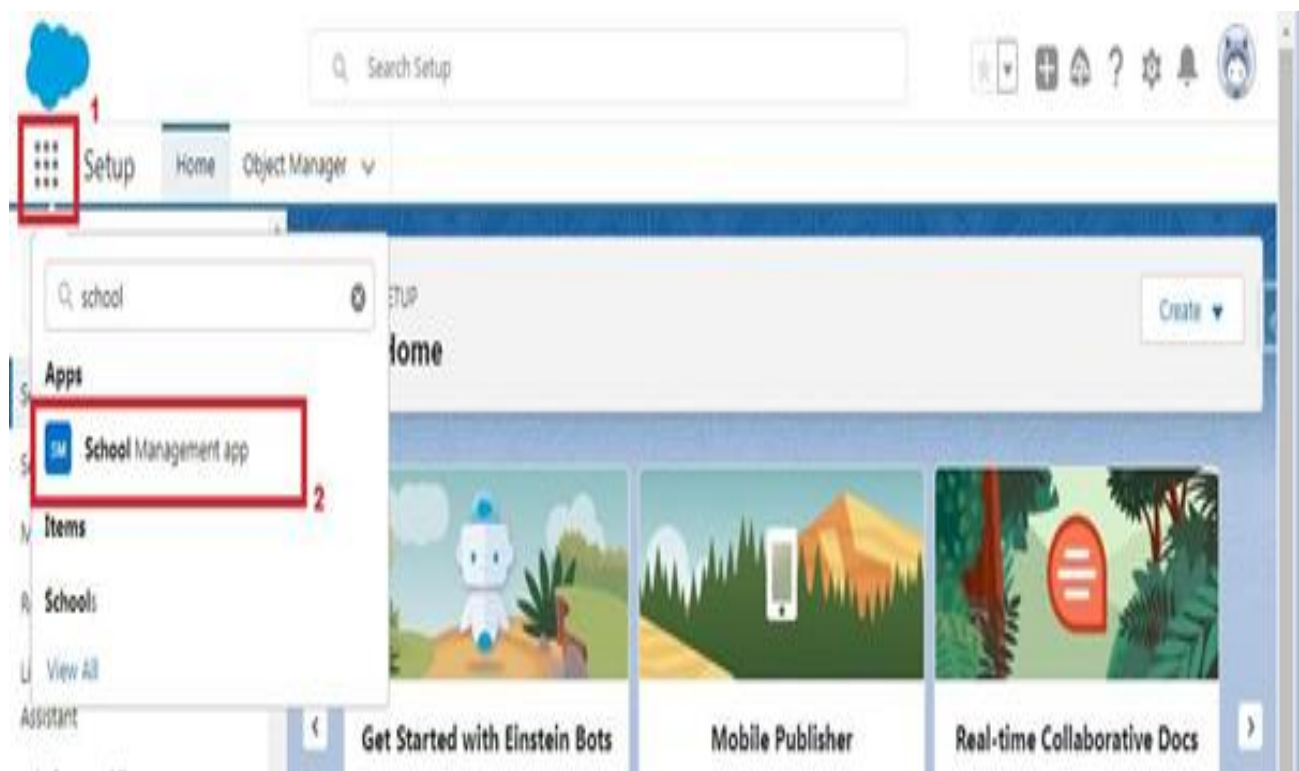 Search Setup
?
1
Setup Home Object Manager
school
ETUP
Home
Create
Apps
SM School Management app
2
Items
Schools
View All
Assistant
Get Started with Einstein Bots
Mobile Publisher
Real-time Collaborative Docs